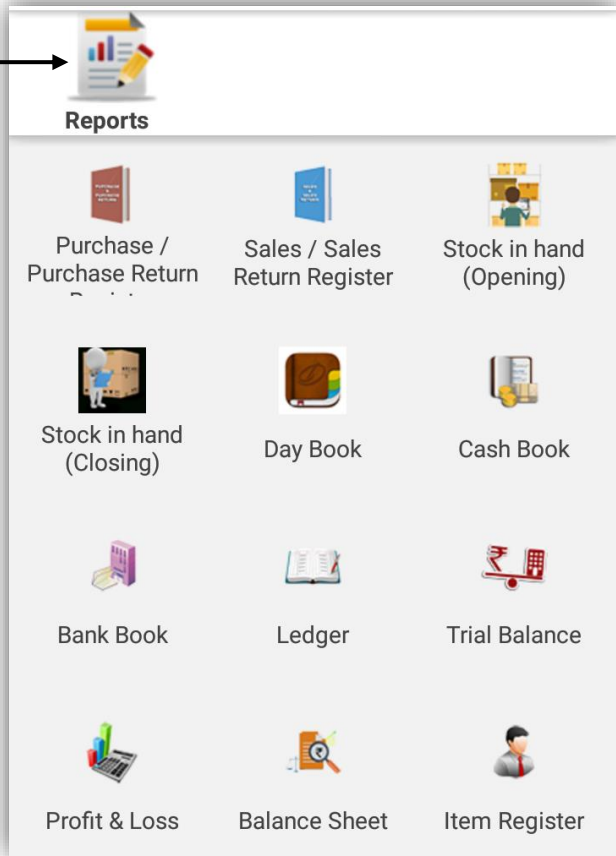 Reports
Purchase /
Purchase Return
Sales / Sales
Return Register
Stock in hand
(Opening)
Stock in hand
(Closing)
Day Book
Cash Book
Bank Book
Ledger
Trial Balance
Profit & Loss
Balance Sheet
Item Register